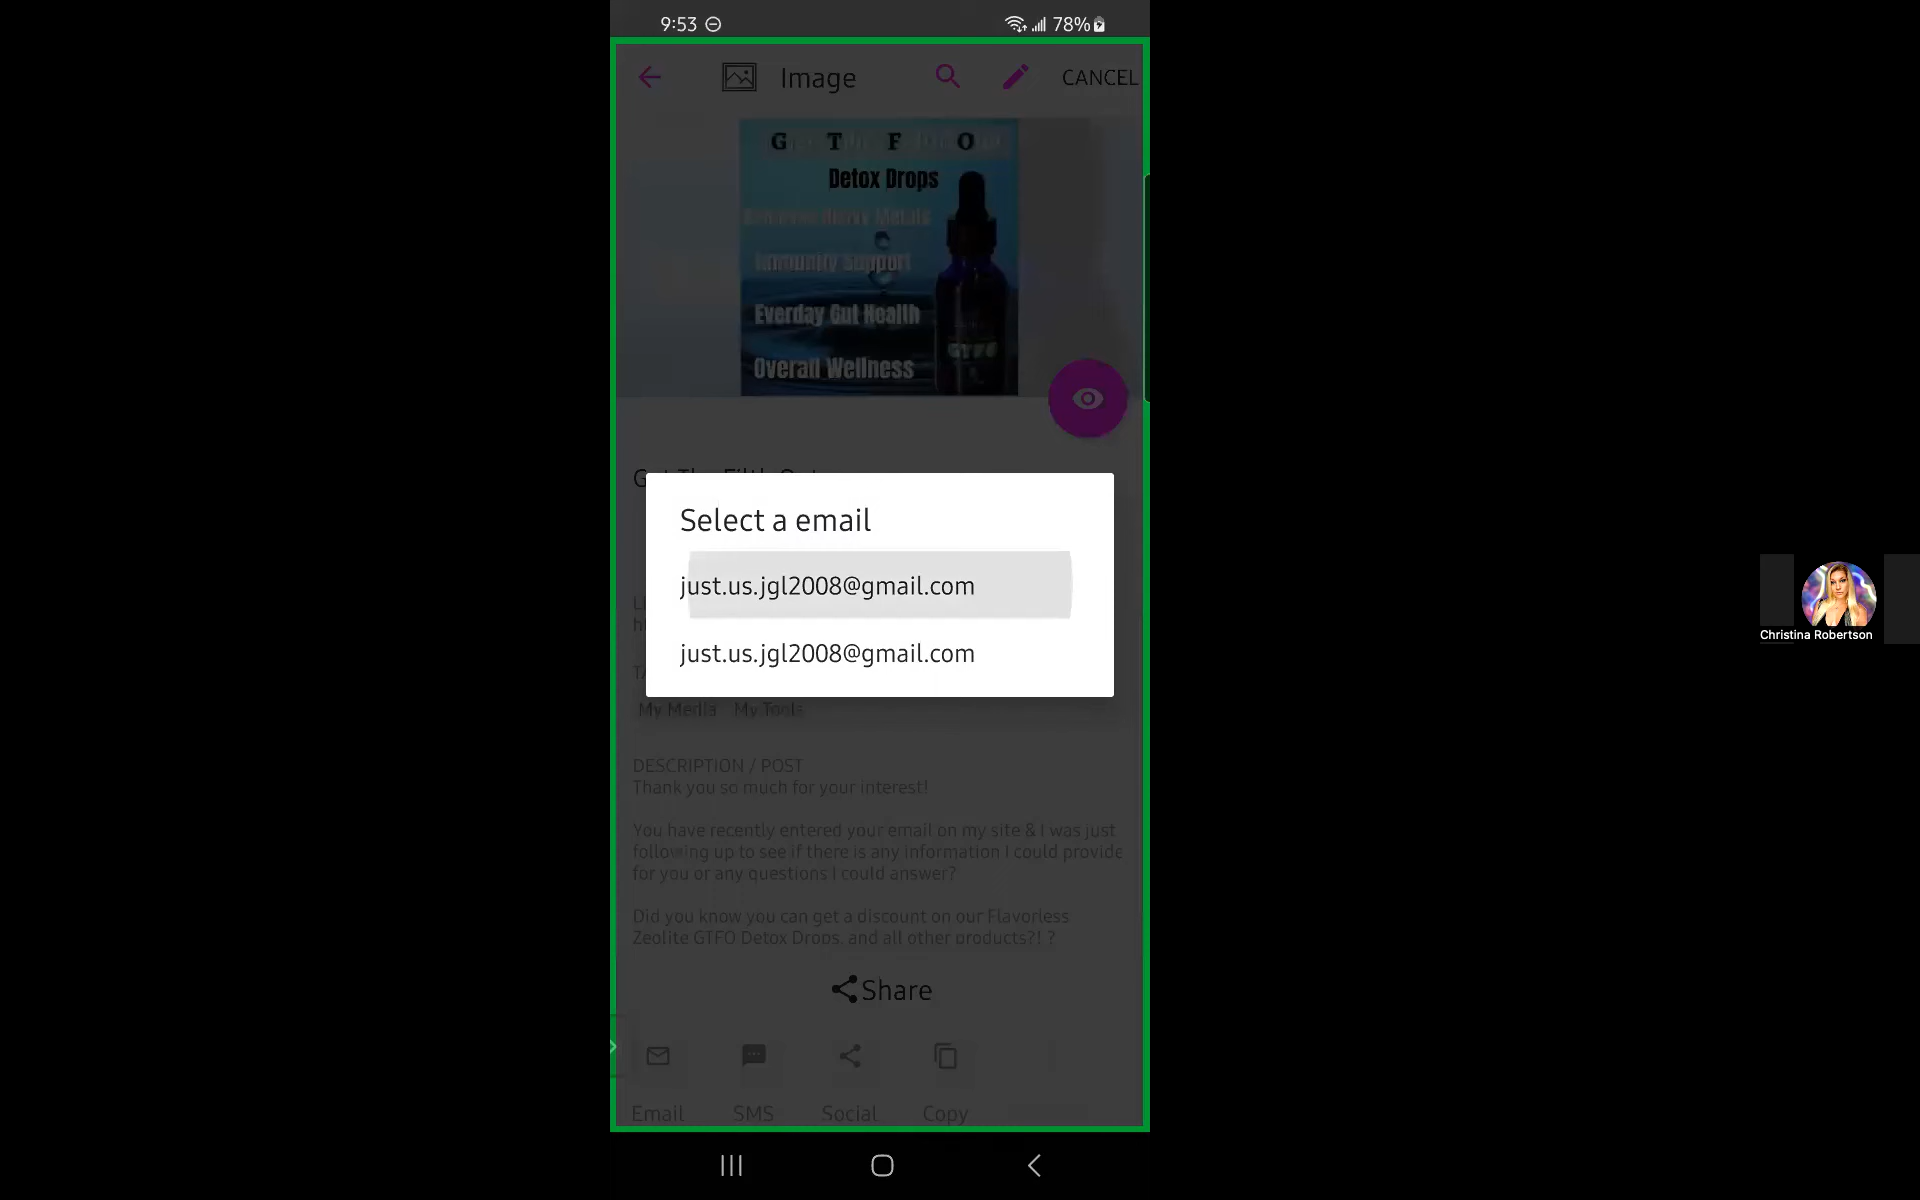 9:53
78%
Image
CANCEL
G T F O
Detox Drops
Immunity Support
Everday Gut Health
Overall Wellness
GTFO
Select a email
just.us.jgl2008@gmail.com
just.us.jgl2008@gmail.com
My Media My Tools
DESCRIPTION / POST
Thank you so much for your interest!
You have recently entered your email on my site & I was just
following up to see if there is any information I could provide
for you or any questions I could answer?
Did you know you can get a discount on our Flavorless
Zeolite GTFO Detox Drops, and all other products?! ?
Share
Email SMS Social Copy
Christina Robertson